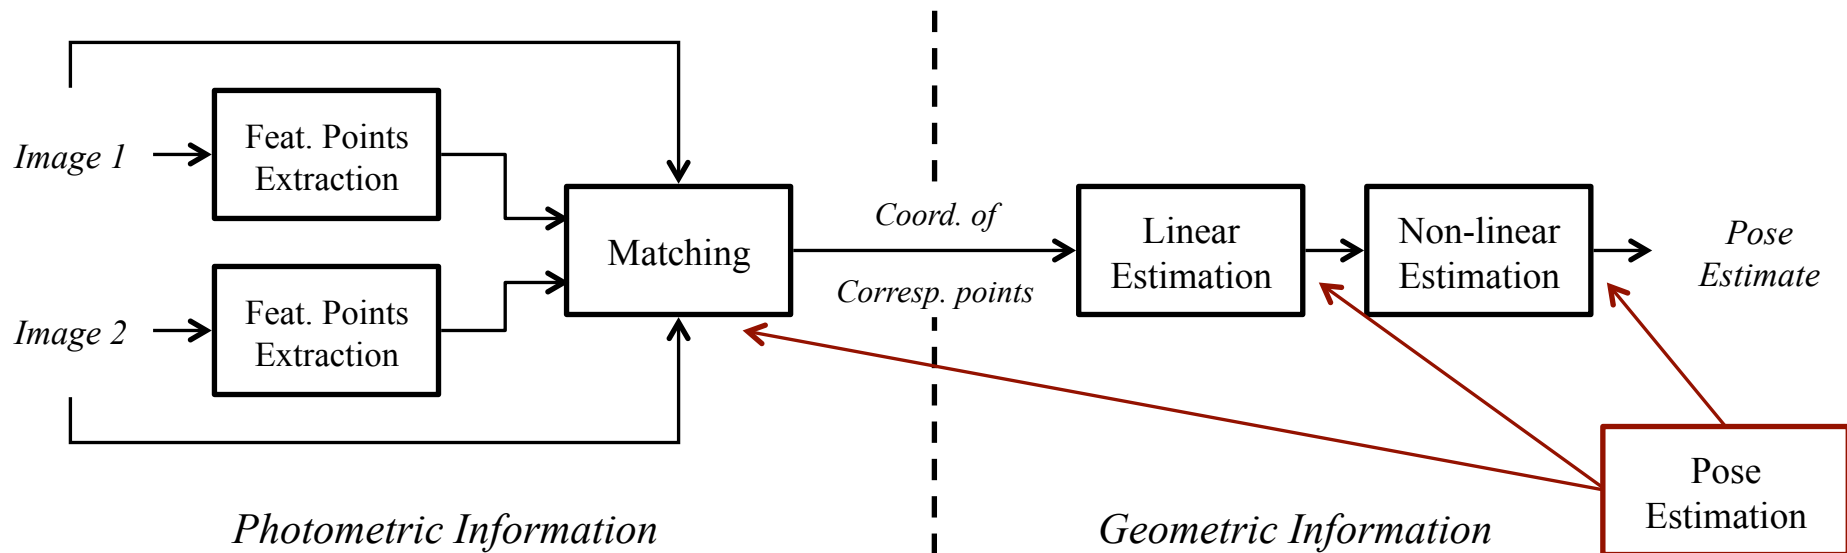 Image 1
Feat. Points
Extraction
Image 2
Feat. Points
Extraction
Matching
Coord. of
Corresp. points
Linear
Estimation
Non-linear
Estimation
Pose
Estimate
Pose
Estimation
Photometric Information
Geometric Information